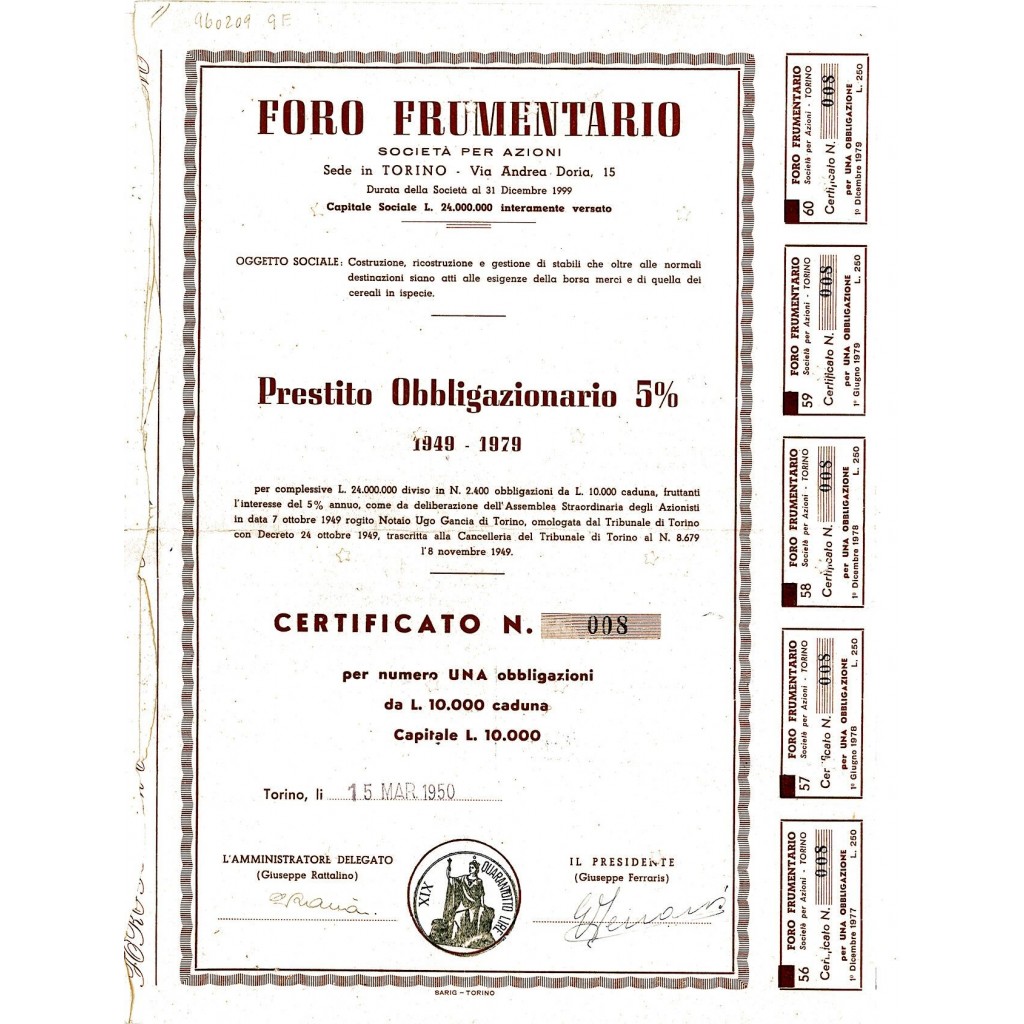 960209 9E
FORO FRUMENTARIO
SOCIETÀ PER AZIONI
Sede in TORINO - Via Andrea Doria, 15
Durata della Società al 31 Dicembre 1999
Capitale Sociale L. 24.000.000 interamente versato
OGGETTO SOCIALE: Costruzione, ricostruzione e gestione di stabili che oltre alle normali
destinazioni siano atti alle esigenze della borsa merci e di quella dei
cereali in ispecie.
Prestito Obbligazionario 5%
1949 - 1979
per complessive L. 24.000.000 diviso in N. 2.400 obbligazioni da L. 10.000 caduna, fruttanti
l'interesse del 5% annuo, come da deliberazione dell'Assemblea Straordinaria degli Azionisti
in data 7 ottobre 1949 rogito Notaio Ugo Gancia di Torino, omologata dal Tribunale di Torino
con Decreto 24 ottobre 1949, trascritta alla Cancelleria del Tribunale di Torino al N. 8.679
l'8 novembre 1949.
CERTIFICATO N. 008
per numero UNA obbligazioni
da L. 10.000 caduna
Capitale L. 10.000
Torino, li 15 MAR 1950
L'AMMINISTRATORE DELEGATO
(Giuseppe Rattalino)
XIX QUARANTOTTO LIRE
IL PRESIDENTE
(Giuseppe Ferraris)
BARIG - TORINO
60
FORO FRUMENTARIO
Società per Azioni - TORINO
Certificato N. 008
per UNA OBBLIGAZIONE
1º Dicembre 1979 L. 250
59
FORO FRUMENTARIO
Società per Azioni - TORINO
Certificato N. 008
per UNA OBBLIGAZIONE
1º Giugno 1979 L. 250
58
FORO FRUMENTARIO
Società per Azioni - TORINO
Certificato N. 008
per UNA OBBLIGAZIONE
1º Dicembre 1978 L. 250
57
FORO FRUMENTARIO
Società per Azioni - TORINO
Certificato N. 008
per UNA OBBLIGAZIONE
1º Giugno 1978 L. 250
56
FORO FRUMENTARIO
Società per Azioni - TORINO
Certificato N. 008
per UNA OBBLIGAZIONE
1º Dicembre 1977 L. 250